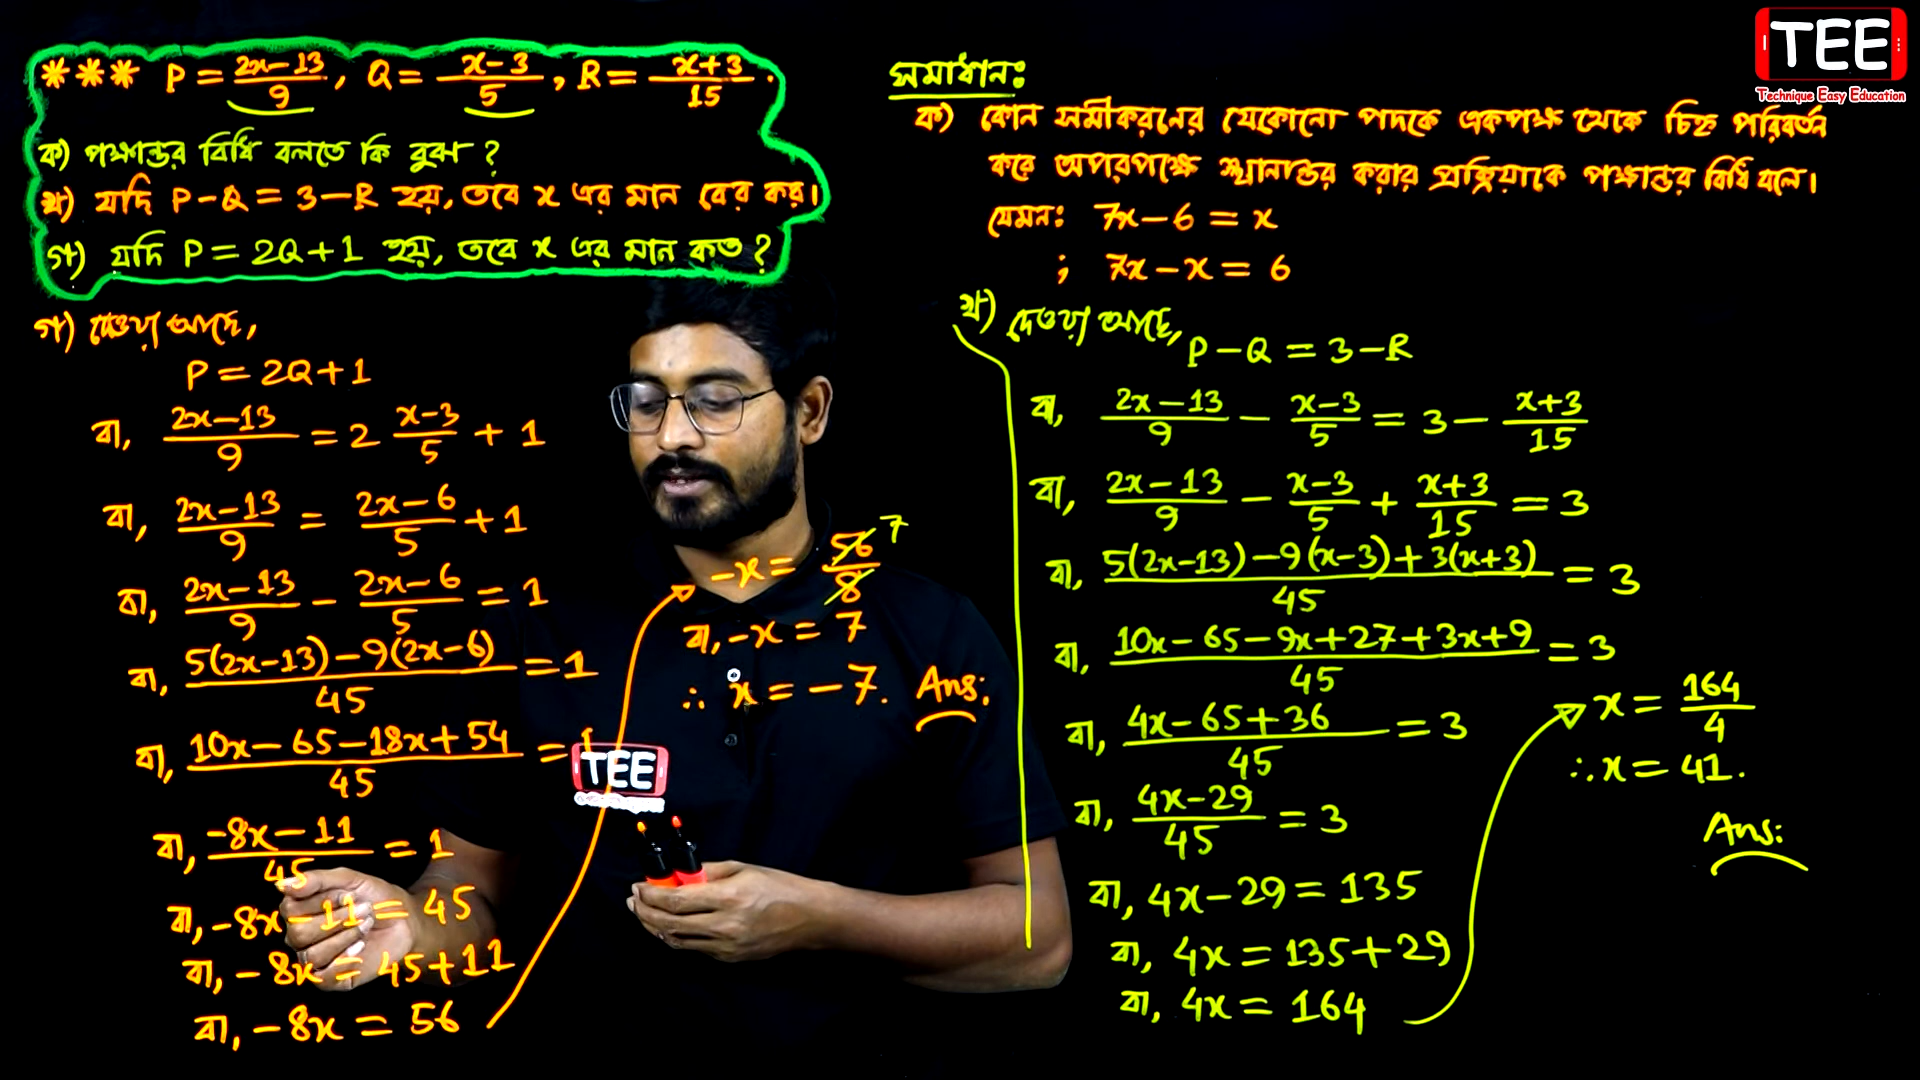 *** P = (2x-13)/9, Q = (x-3)/5, R = (x+3)/15.
ক) পক্ষান্তর বিধি বলতে কি বুঝ?
খ) যদি P-Q = 3-R হয়, তবে x এর মান বের কর।
গ) যদি P = 2Q+1 হয়, তবে x এর মান কত?
গ) দেওয়া আছে,
P = 2Q+1
বা, (2x-13)/9 = 2 (x-3)/5 + 1
বা, (2x-13)/9 = (2x-6)/5 + 1
বা, (2x-13)/9 - (2x-6)/5 = 1
বা, (5(2x-13)-9(2x-6))/45 = 1
বা, (10x-65-18x+54)/45 = 1
বা, (-8x-11)/45 = 1
বা, -8x-11 = 45
বা, -8x = 45+11
বা, -8x = 56
-x = 56/8 7
বা, -x = 7
∴ x = -7. Ans:
TEE
TEE
Technique Easy Education
সমাধান:
ক) কোন সমীকরণের যেকোনো পদকে একপক্ষ থেকে চিহ্ন পরিবর্তন
করে অপরপক্ষে স্থানান্তর করার প্রক্রিয়াকে পক্ষান্তর বিধি বলে।
যেমন: 7x-6 = x
; 7x-x = 6
খ) দেওয়া আছে,
P-Q = 3-R
বা, (2x-13)/9 - (x-3)/5 = 3 - (x+3)/15
বা, (2x-13)/9 - (x-3)/5 + (x+3)/15 = 3
বা, (5(2x-13)-9(x-3)+3(x+3))/45 = 3
বা, (10x-65-9x+27+3x+9)/45 = 3
বা, (4x-65+36)/45 = 3
বা, (4x-29)/45 = 3
বা, 4x-29 = 135
বা, 4x = 135+29
বা, 4x = 164
x = 164/4
∴ x = 41.
Ans: